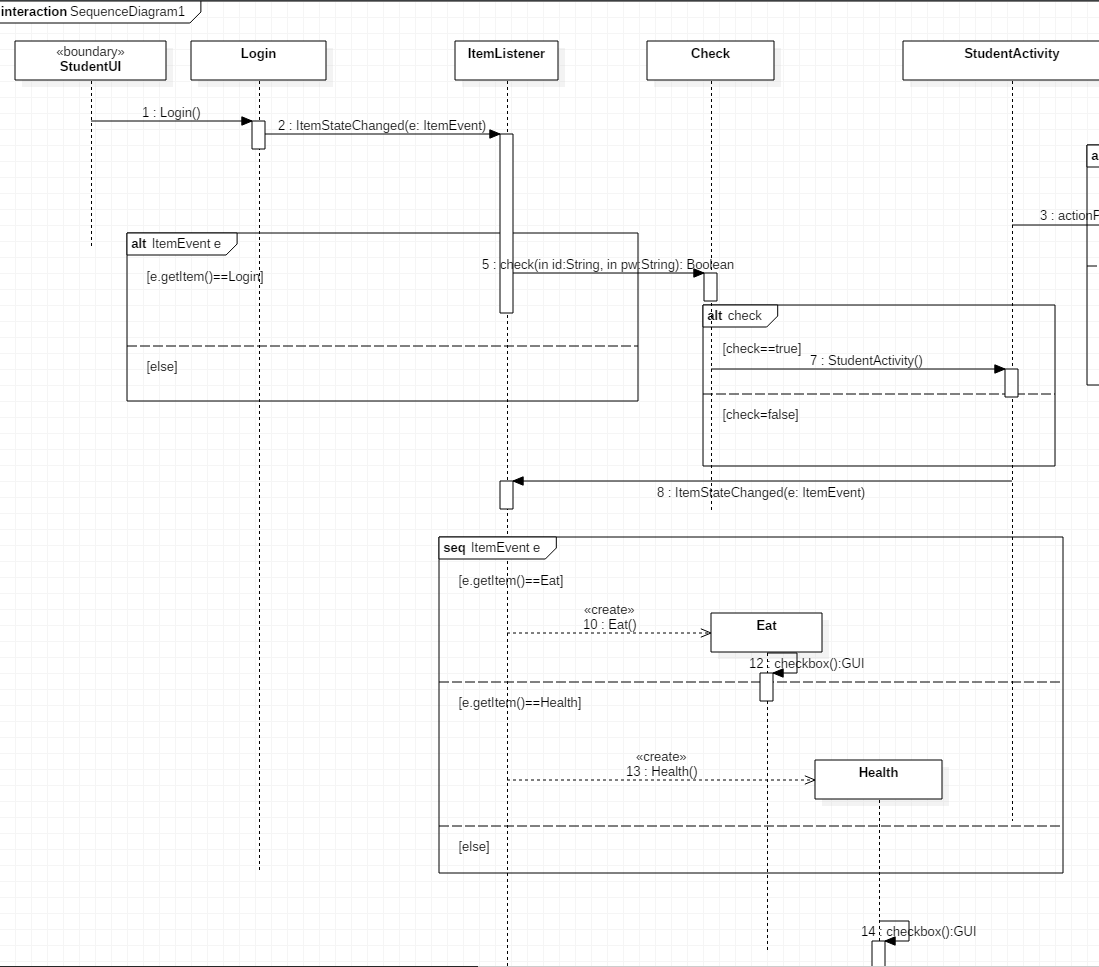 interaction SequenceDiagram1
«boundary»
StudentUI
Login
ItemListener
Check
StudentActivity
1 : Login()
2 : ItemStateChanged(e: ItemEvent)
3 : actionP
alt ItemEvent e
[e.getItem()==Login]
5 : check(in id:String, in pw:String): Boolean
alt check
[check==true]
7 : StudentActivity()
[else]
[check=false]
8 : ItemStateChanged(e: ItemEvent)
seq ItemEvent e
[e.getItem()==Eat]
«create»
10 : Eat()
Eat
12 : checkbox():GUI
[e.getItem()==Health]
«create»
13 : Health()
Health
[else]
14 : checkbox():GUI